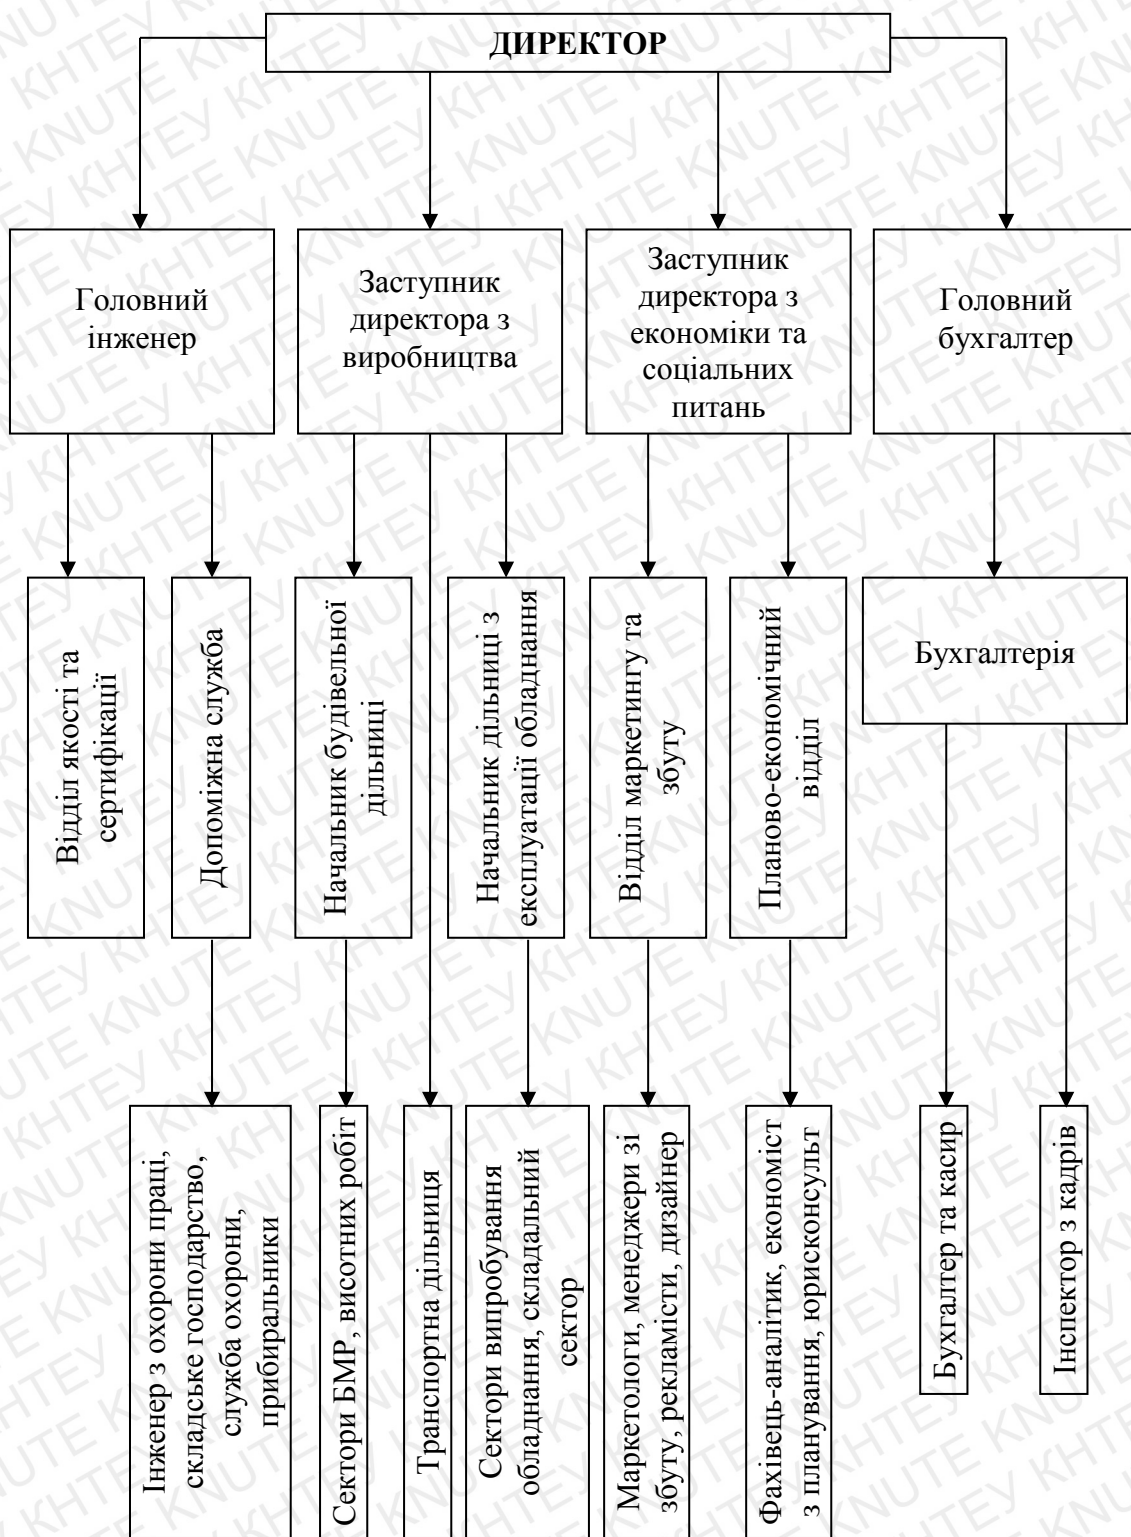 ДИРЕКТОР
Головний
інженер
Заступник
директора з
виробництва
Заступник
директора з
економіки та
соціальних
питань
Головний
бухгалтер
Відділ якості та
сертифікації
Допоміжна служба
Начальник будівельної
дільниці
Начальник дільниці з
експлуатації обладнання
Відділ маркетингу та
збуту
Планово-економічний
відділ
Бухгалтерія
Інженер з охорони праці,
складське господарство,
служба охорони,
прибиральники
Сектори БМР, висотних робіт
Транспортна дільниця
Сектори випробування
обладнання, складальний
сектор
Маркетологи, менеджери зі
збуту, рекламісти, дизайнер
Фахівець-аналітик, економіст
з планування, юрисконсульт
Бухгалтер та касир
Інспектор з кадрів